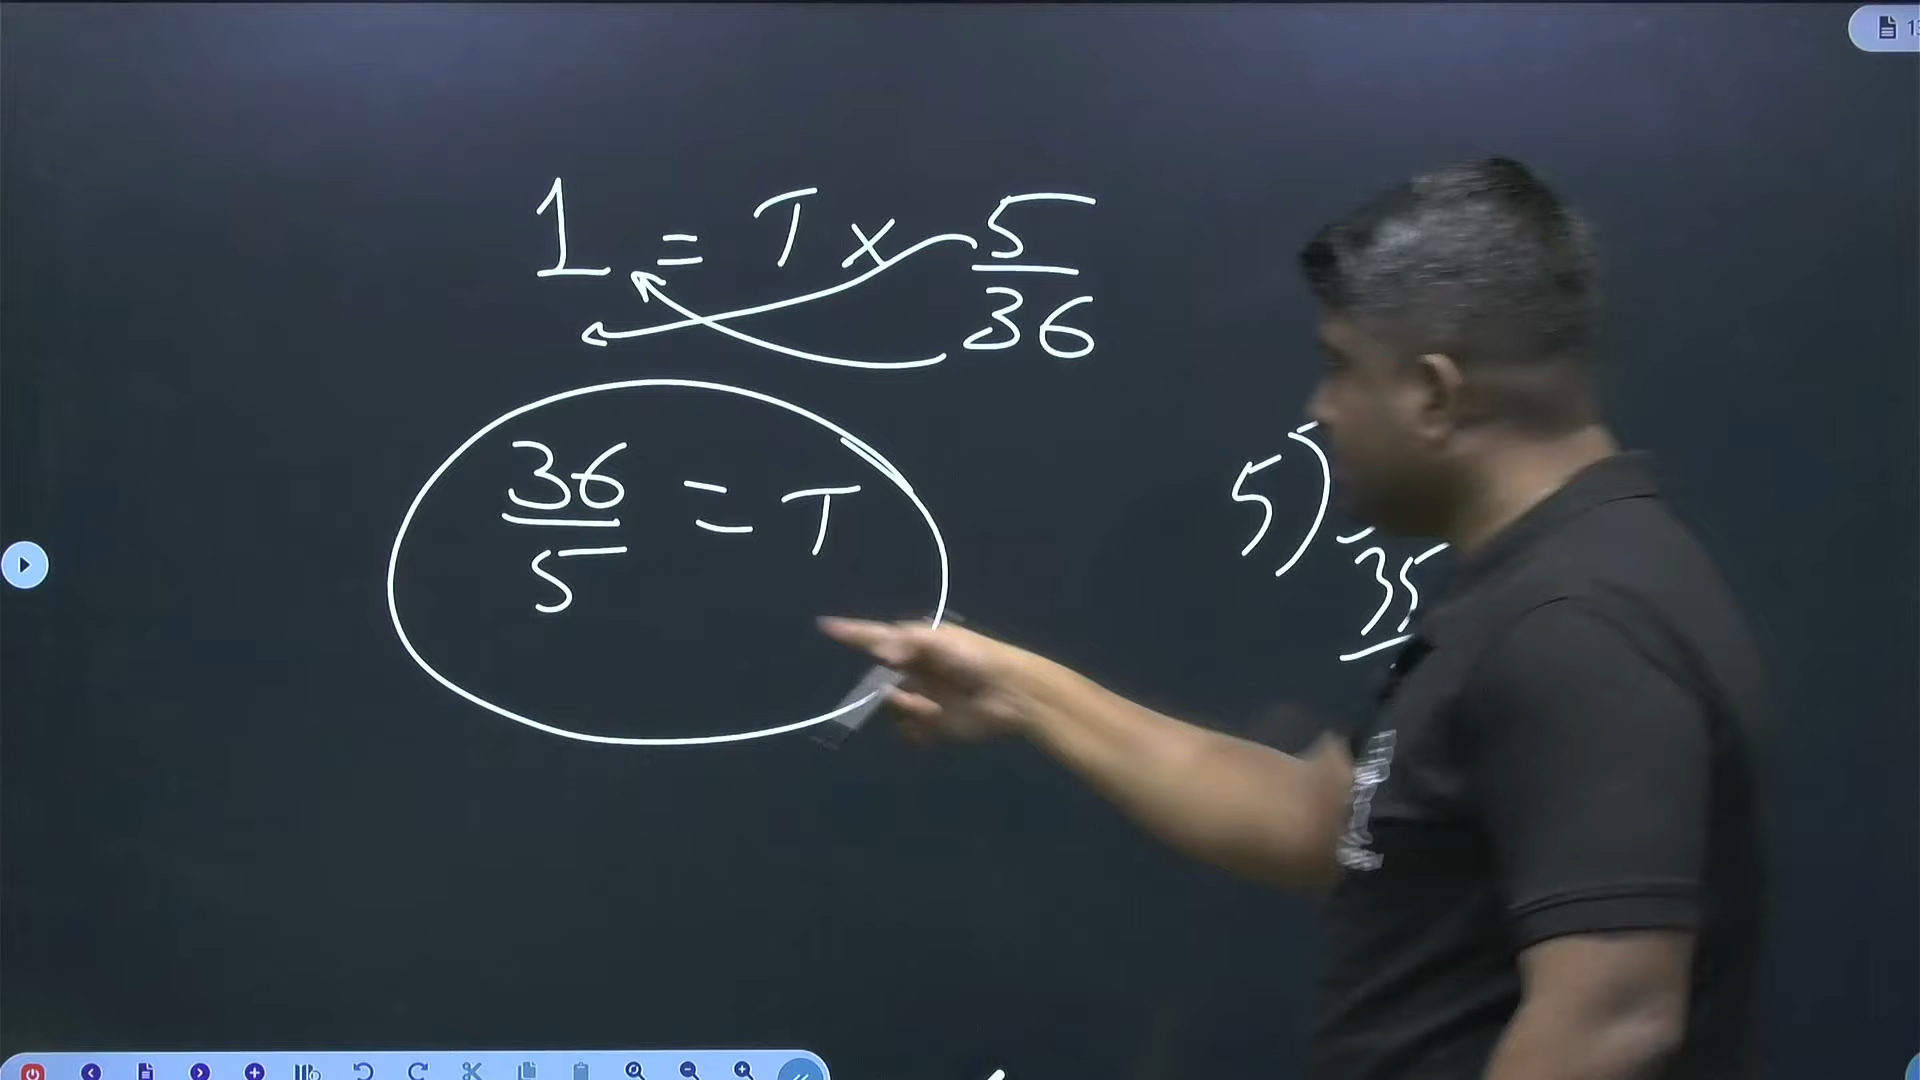 1 = T × 5/36
36/5 = T
5)
35